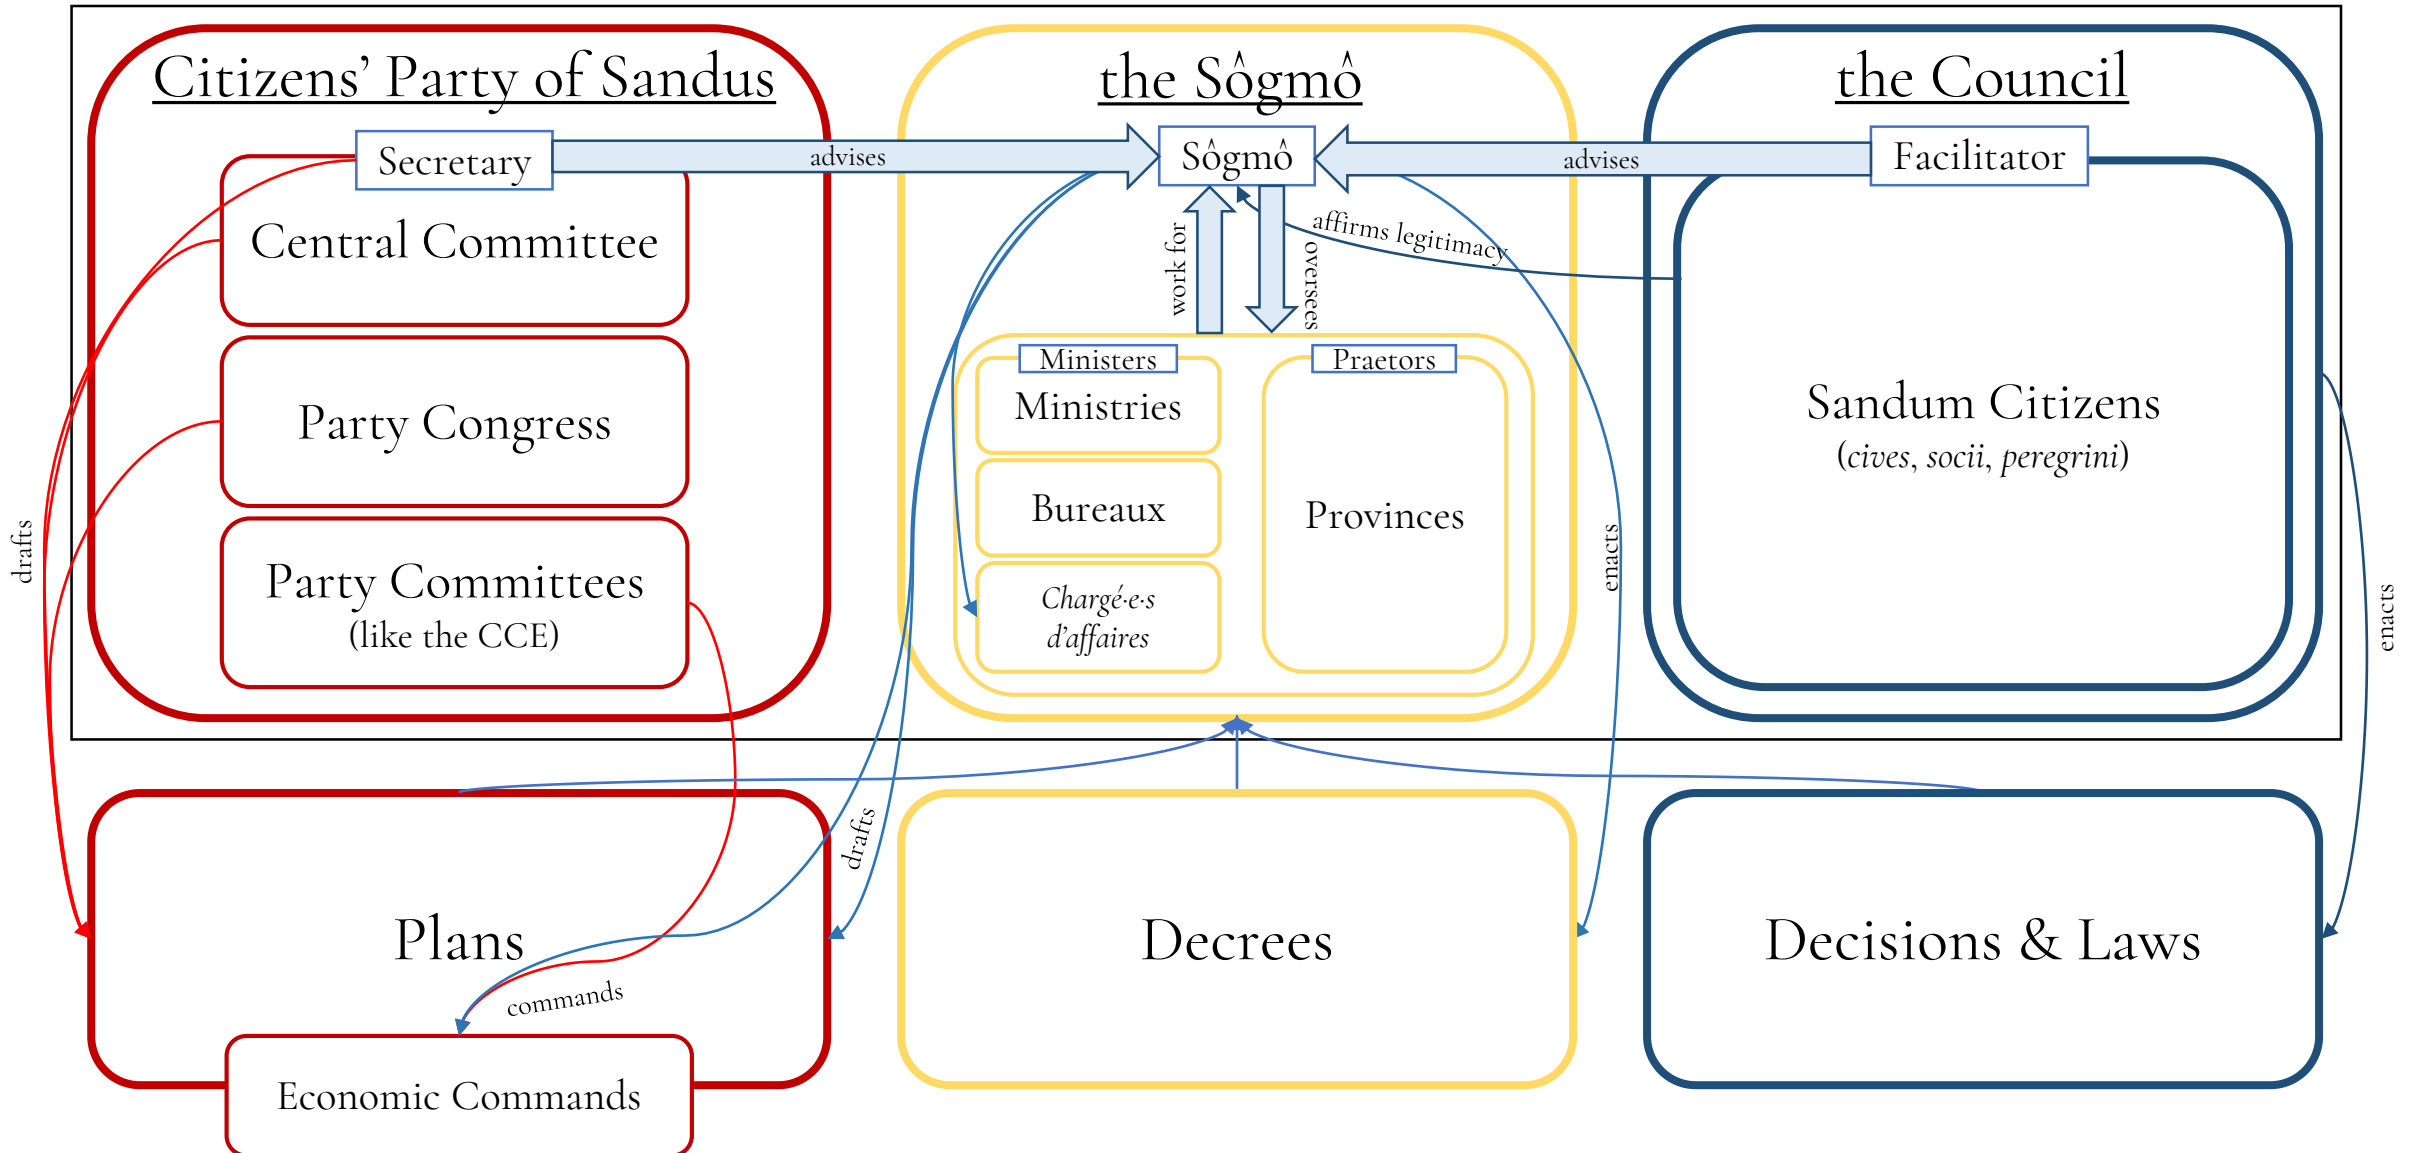 Citizens’ Party of Sandus
Secretary
Central Committee
Party Congress
Party Committees
(like the CCE)
drafts
advises
the Sôgmô
Sôgmô
advises
work for
oversees
affirms legitimacy
Ministers
Ministries
Bureaux
Chargé·e·s
d’affaires
Praetors
Provinces
enacts
the Council
Facilitator
Sandum Citizens
(cives, socii, peregrini)
enacts
Plans
drafts
commands
Economic Commands
Decrees
Decisions & Laws